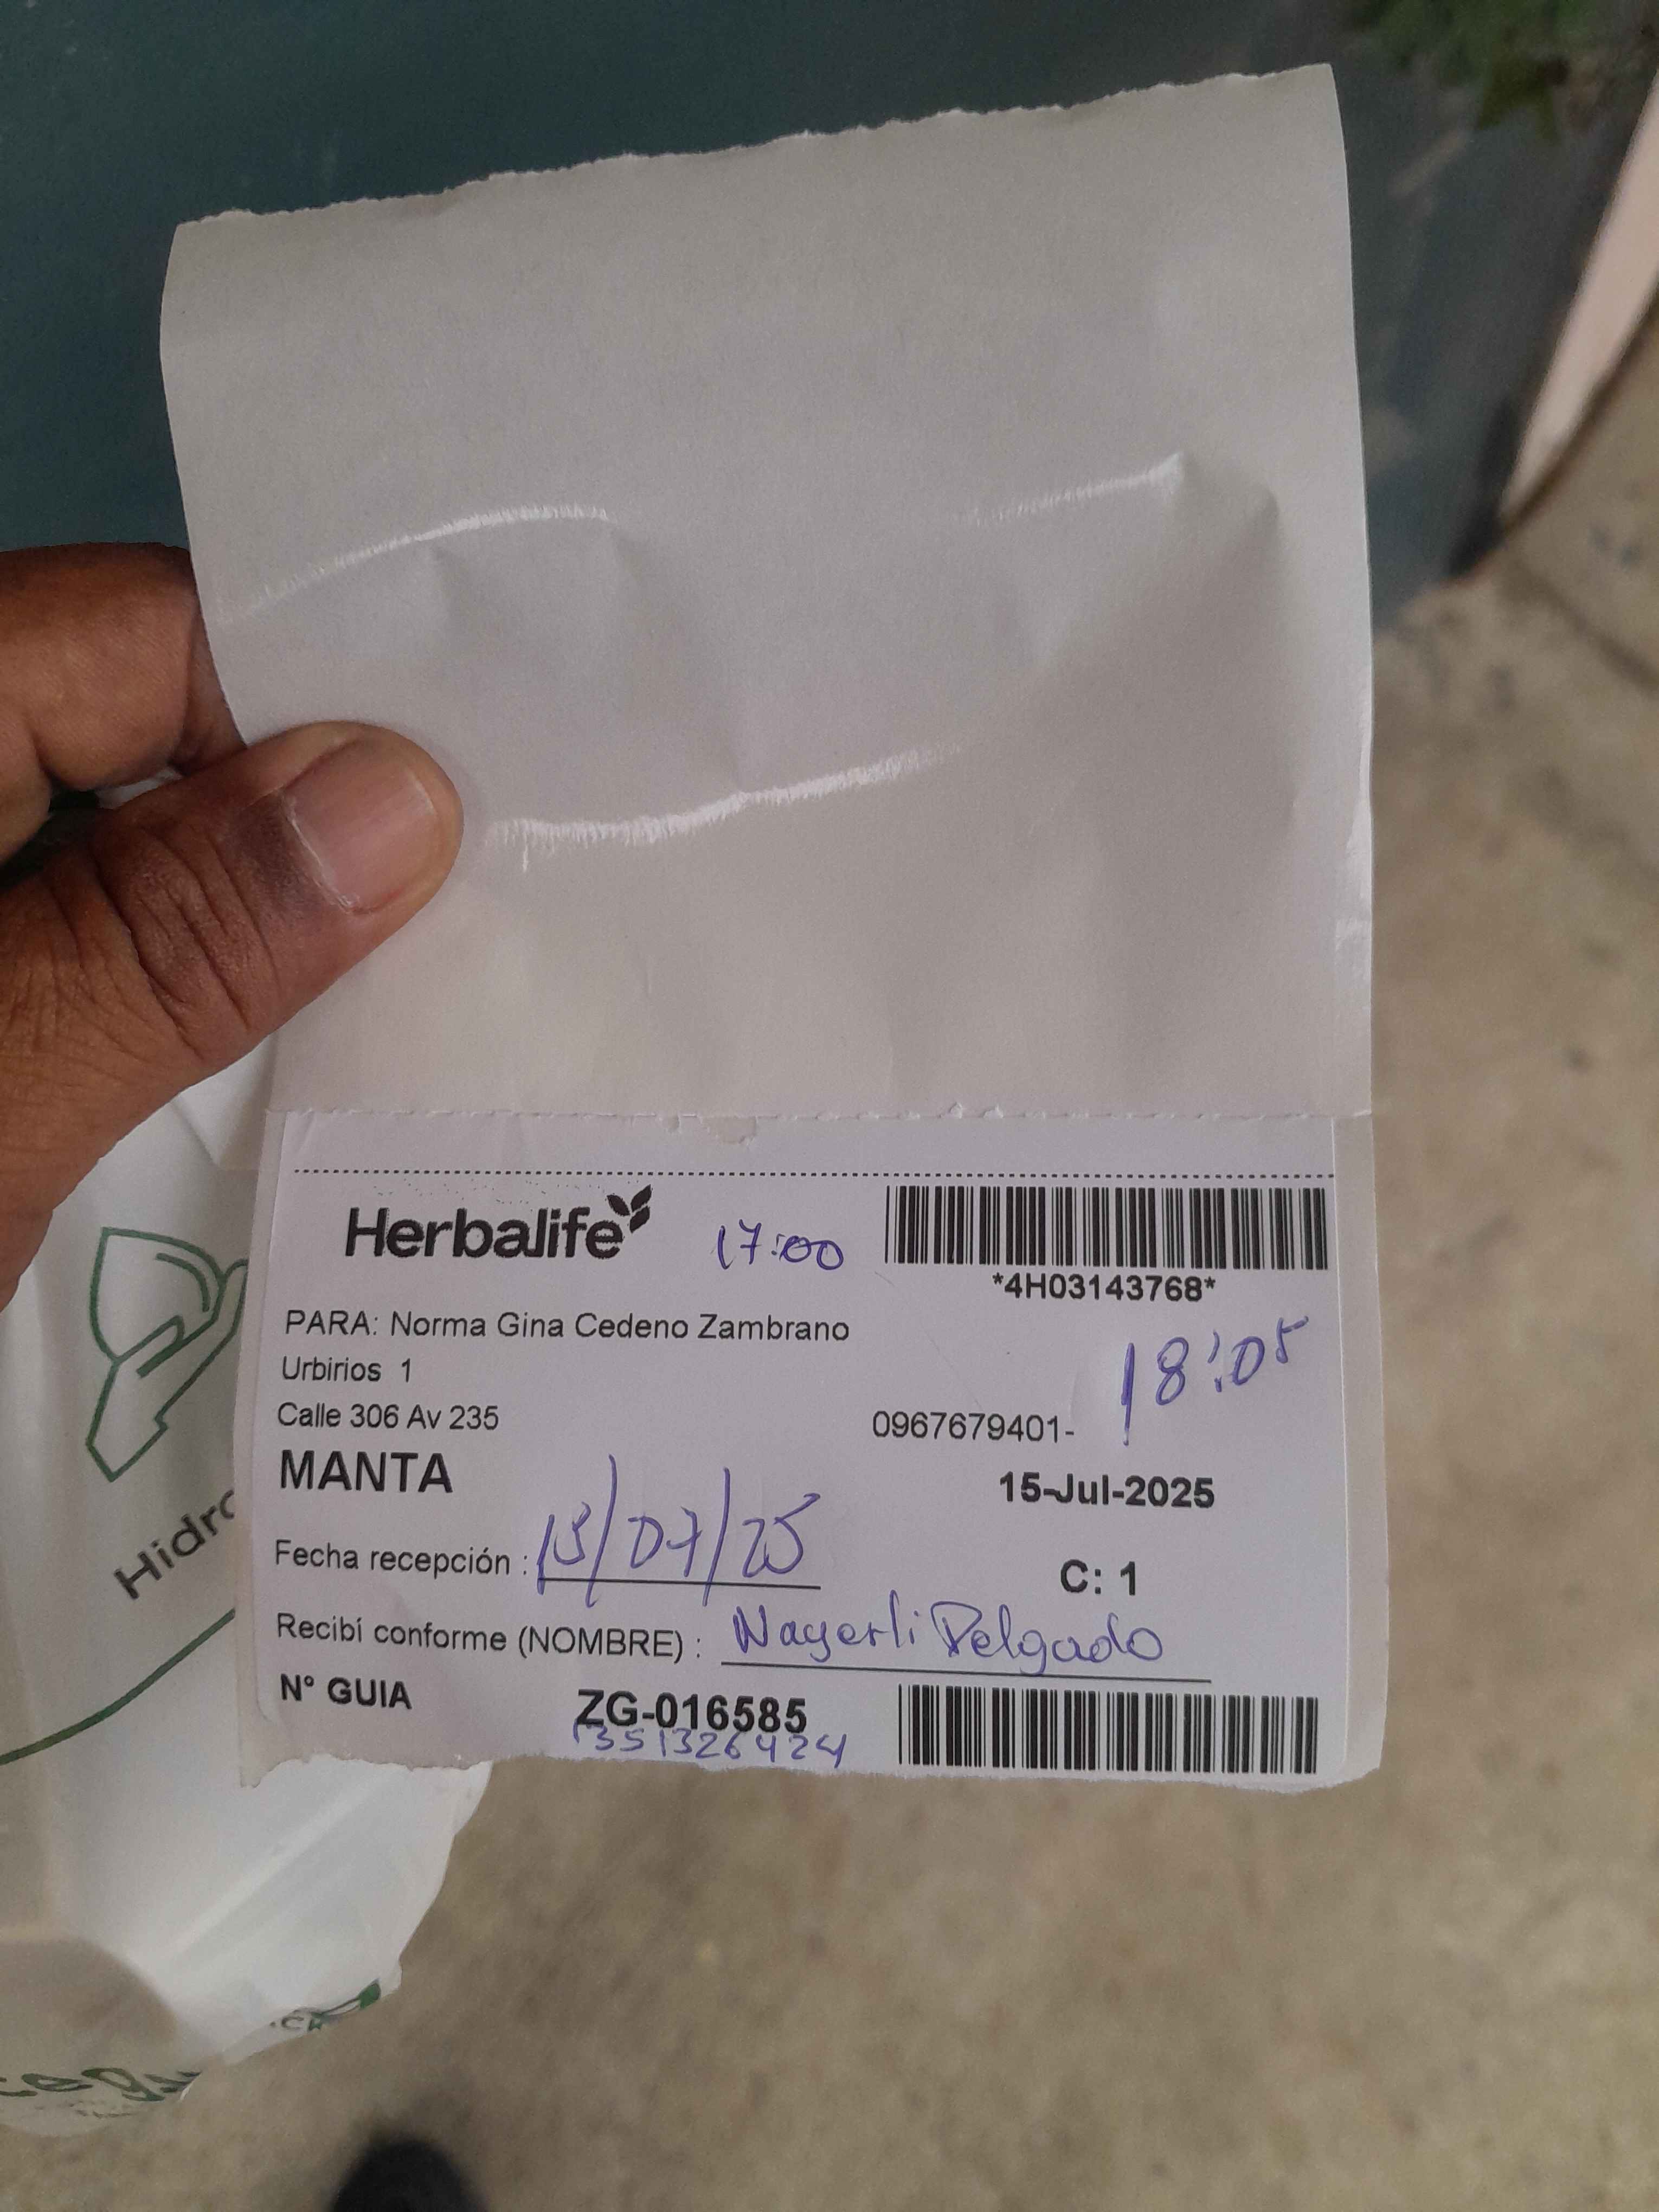 Herbalife
17:00
*4H03143768*
PARA: Norma Gina Cedeno Zambrano
Urbirios 1
18:05
Calle 306 Av 235
0967679401-
MANTA
15-Jul-2025
Fecha recepción : 15/07/25
C: 1
Recibí conforme (NOMBRE) : Nayerli Delgado
N° GUIA
ZG-016585
1351326424
Hidro